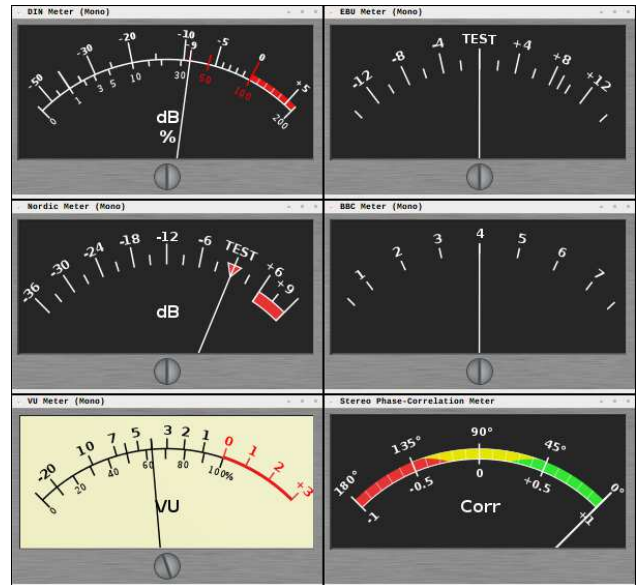 DIN Meter (Mono)
-50 -30 -20 -10 -9 -5 0 +5
0 1 3 5 10 30 50 100 200
dB
%
EBU Meter (Mono)
-12 -8 -4 TEST +4 +8 +12
Nordic Meter (Mono)
-36 -30 -24 -18 -12 -6 TEST +6 +9
dB
BBC Meter (Mono)
1 2 3 4 5 6 7
VU Meter (Mono)
-20 10 7 5 3 2 1 0 1 2 +3
0 20 40 60 80 100%
VU
Stereo Phase-Correlation Meter
180° 135° 90° 45° 0°
-1 -0.5 0 +0.5 +1
Corr